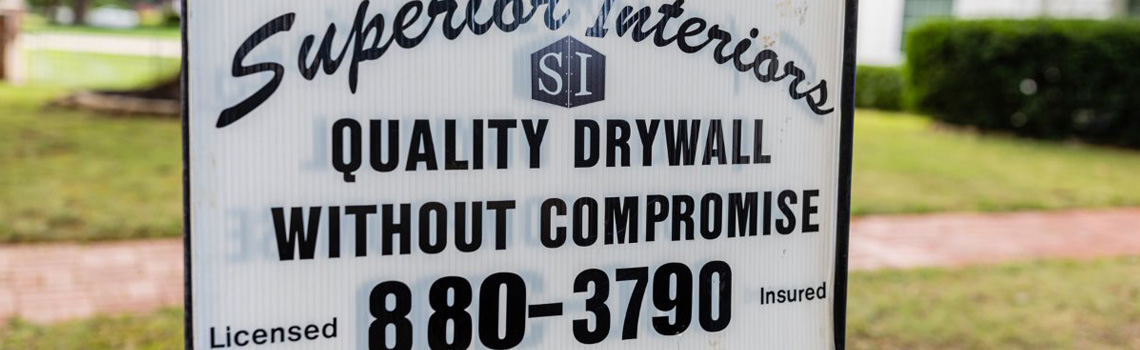 Superior Interiors
SI
QUALITY DRYWALL
WITHOUT COMPROMISE
880-3790
Licensed
Insured